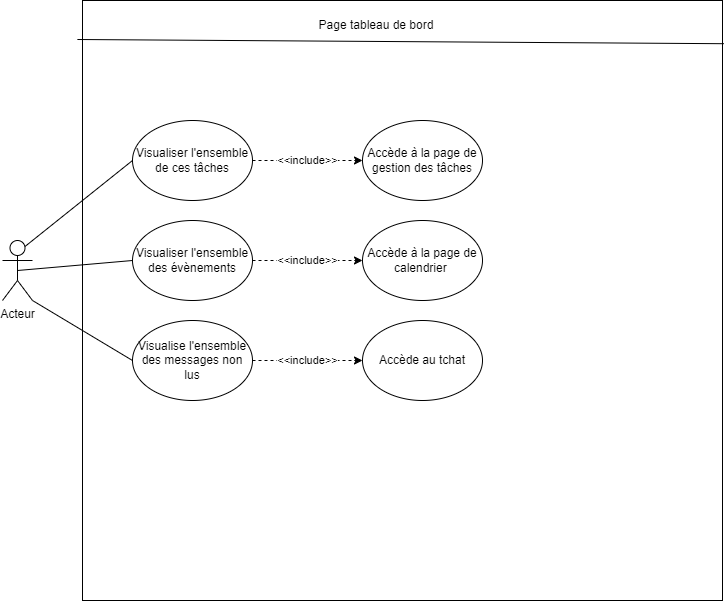 Page tableau de bord
Visualiser l'ensemble
de ces tâches
<<include>>
Accède à la page de
gestion des tâches
Visualiser l'ensemble
des évènements
<<include>>
Accède à la page de
calendrier
Acteur
Visualise l'ensemble
des messages non
lus
<<include>>
Accède au tchat